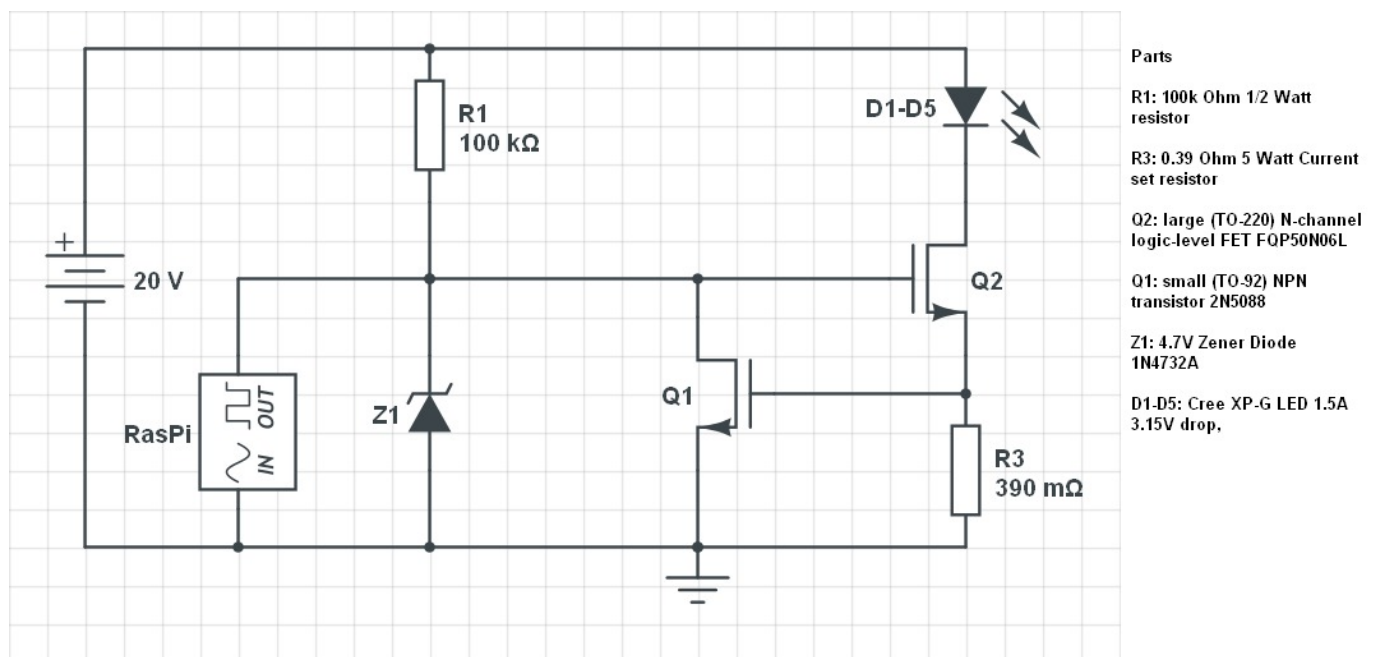 R1
100 kΩ
D1-D5
+
20 V
Q2
Q1
RasPi
OUT
IN
Z1
R3
390 mΩ
Parts
R1: 100k Ohm 1/2 Watt
resistor
R3: 0.39 Ohm 5 Watt Current
set resistor
Q2: large (TO-220) N-channel
logic-level FET FQP50N06L
Q1: small (TO-92) NPN
transistor 2N5088
Z1: 4.7V Zener Diode
1N4732A
D1-D5: Cree XP-G LED 1.5A
3.15V drop,